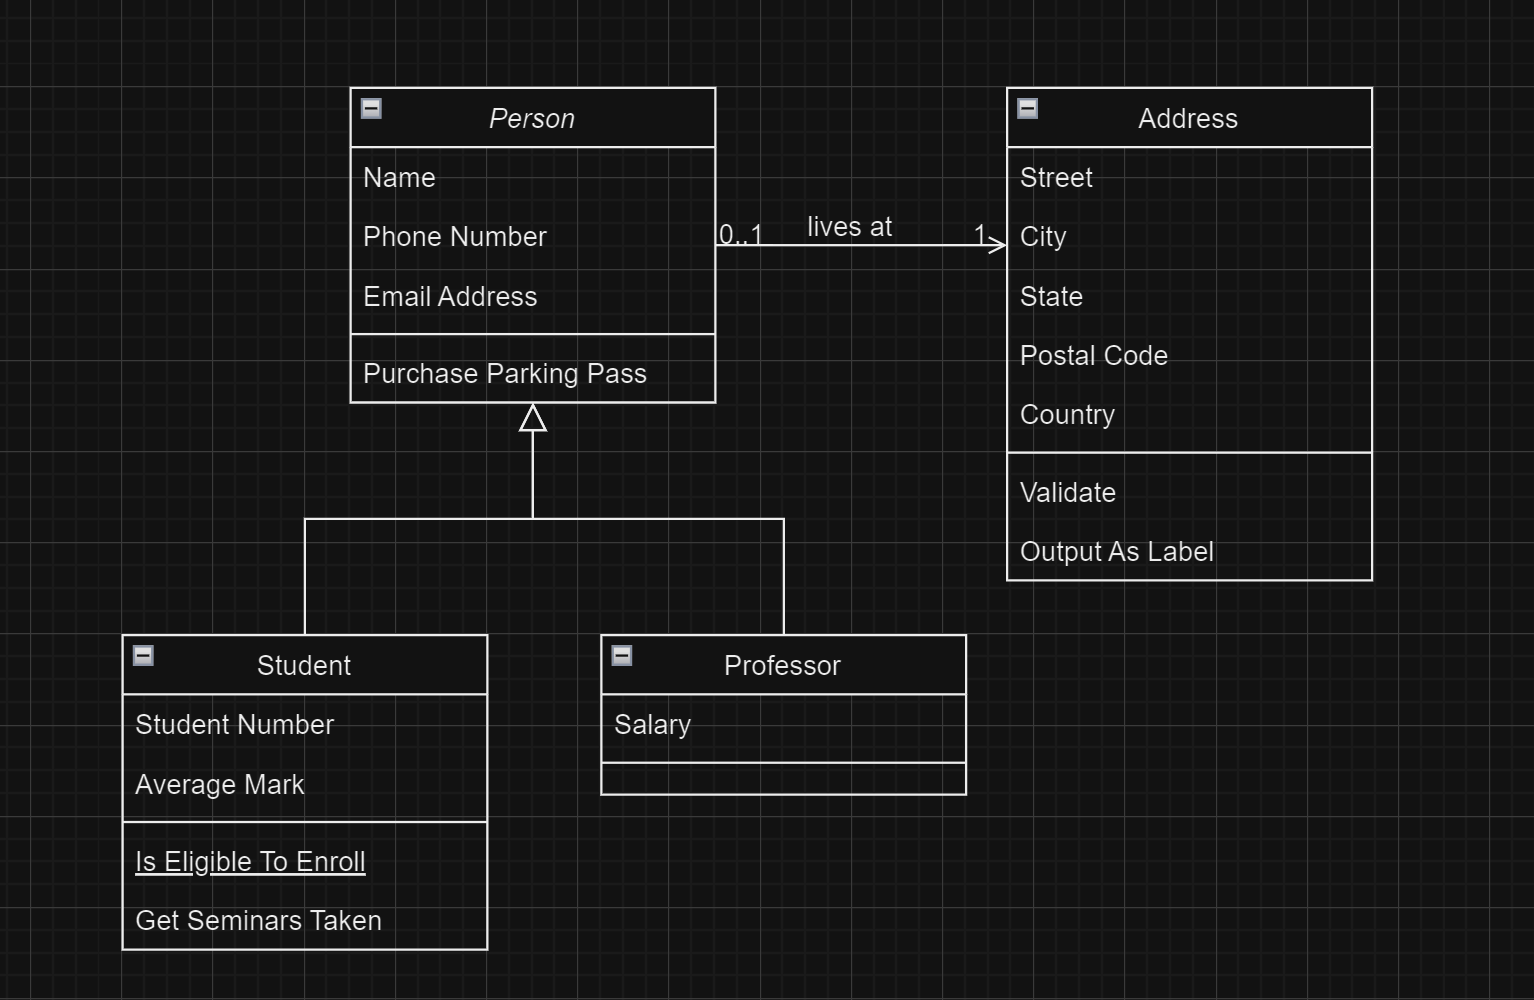 Person
Name
Phone Number
Email Address
Purchase Parking Pass
0..1
lives at
1
Address
Street
City
State
Postal Code
Country
Validate
Output As Label
Student
Student Number
Average Mark
Is Eligible To Enroll
Get Seminars Taken
Professor
Salary